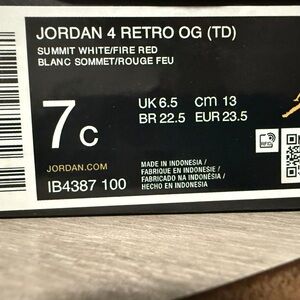 JORDAN 4 RETRO OG (TD)
SUMMIT WHITE/FIRE RED
BLANC SOMMET/ROUGE FEU
7c
UK 6.5 cm 13
BR 22.5 EUR 23.5
JORDAN.COM
IB4387 100
MADE IN INDONESIA /
FABRIQUE EN INDONESIE /
FABRICADO NA INDONÉSIA /
HECHO EN INDONESIA